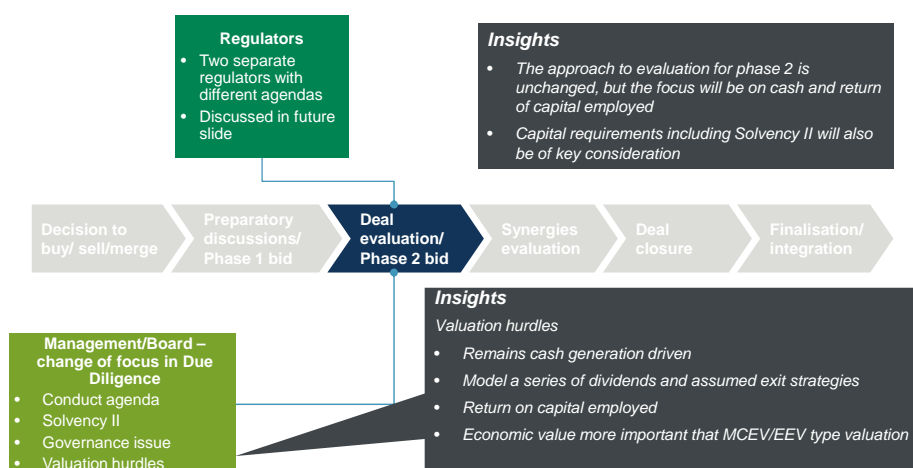 Regulators
• Two separate
regulators with
different agendas
• Discussed in future
slide
Insights
• The approach to evaluation for phase 2 is
unchanged, but the focus will be on cash and return
of capital employed
• Capital requirements including Solvency II will also
be of key consideration
Decision to
buy/ sell/merge
Preparatory
discussions/
Phase 1 bid
Deal
evaluation/
Phase 2 bid
Synergies
evaluation
Deal
closure
Finalisation/
integration
Management/Board –
change of focus in Due
Diligence
• Conduct agenda
• Solvency II
• Governance issue
• Valuation hurdles
Insights
Valuation hurdles
• Remains cash generation driven
• Model a series of dividends and assumed exit strategies
• Return on capital employed
• Economic value more important that MCEV/EEV type valuation